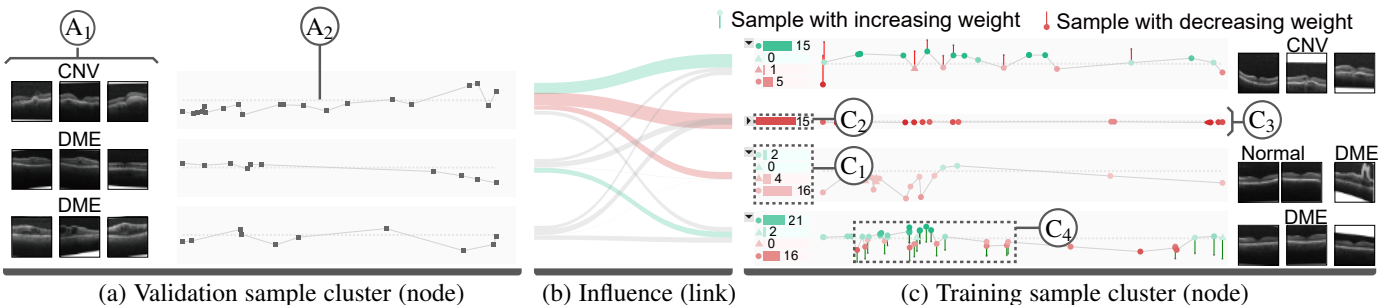 Sample with increasing weight Sample with decreasing weight
A1
A2
CNV
DME
DME
15
0
1
5
15
C2
C3
2
0
4
16
C1
21
2
0
16
C4
CNV
Normal DME
DME
(a) Validation sample cluster (node)
(b) Influence (link)
(c) Training sample cluster (node)